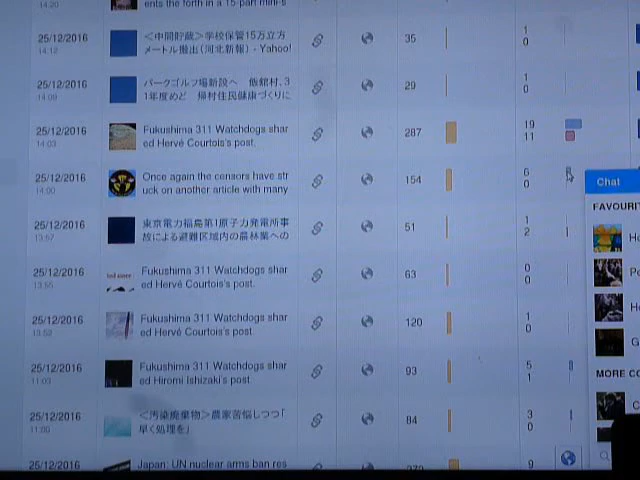 14:20
ents the forth in a 15-part mini-s
25/12/2016
14:12
＜中間貯蔵＞学校保管15万立方
メートル搬出（河北新報）- Yahoo!
35
1
0
25/12/2016
14:09
パークゴルフ場新設へ 飯舘村、3
1年度めど 帰村住民健康づくりに
29
1
0
25/12/2016
14:03
Fukushima 311 Watchdogs shar
ed Hervé Courtois's post.
287
19
11
25/12/2016
14:00
Once again the censors have str
uck on another article with many
154
6
0
Chat
FAVOURIT
25/12/2016
13:57
東京電力福島第1原子力発電所事
故による避難区域内の農林業への
51
1
2
25/12/2016
13:55
Fukushima 311 Watchdogs shar
ed Hervé Courtois's post.
63
0
0
25/12/2016
13:53
Fukushima 311 Watchdogs shar
ed Hervé Courtois's post.
120
1
0
25/12/2016
11:03
Fukushima 311 Watchdogs shar
ed Hiromi Ishizaki's post.
93
5
1
MORE CO
25/12/2016
11:00
＜汚染廃棄物＞農家苦悩しつつ「
早く処理を」
84
3
0
25/12/2016
Japan: UN nuclear arms ban res
9